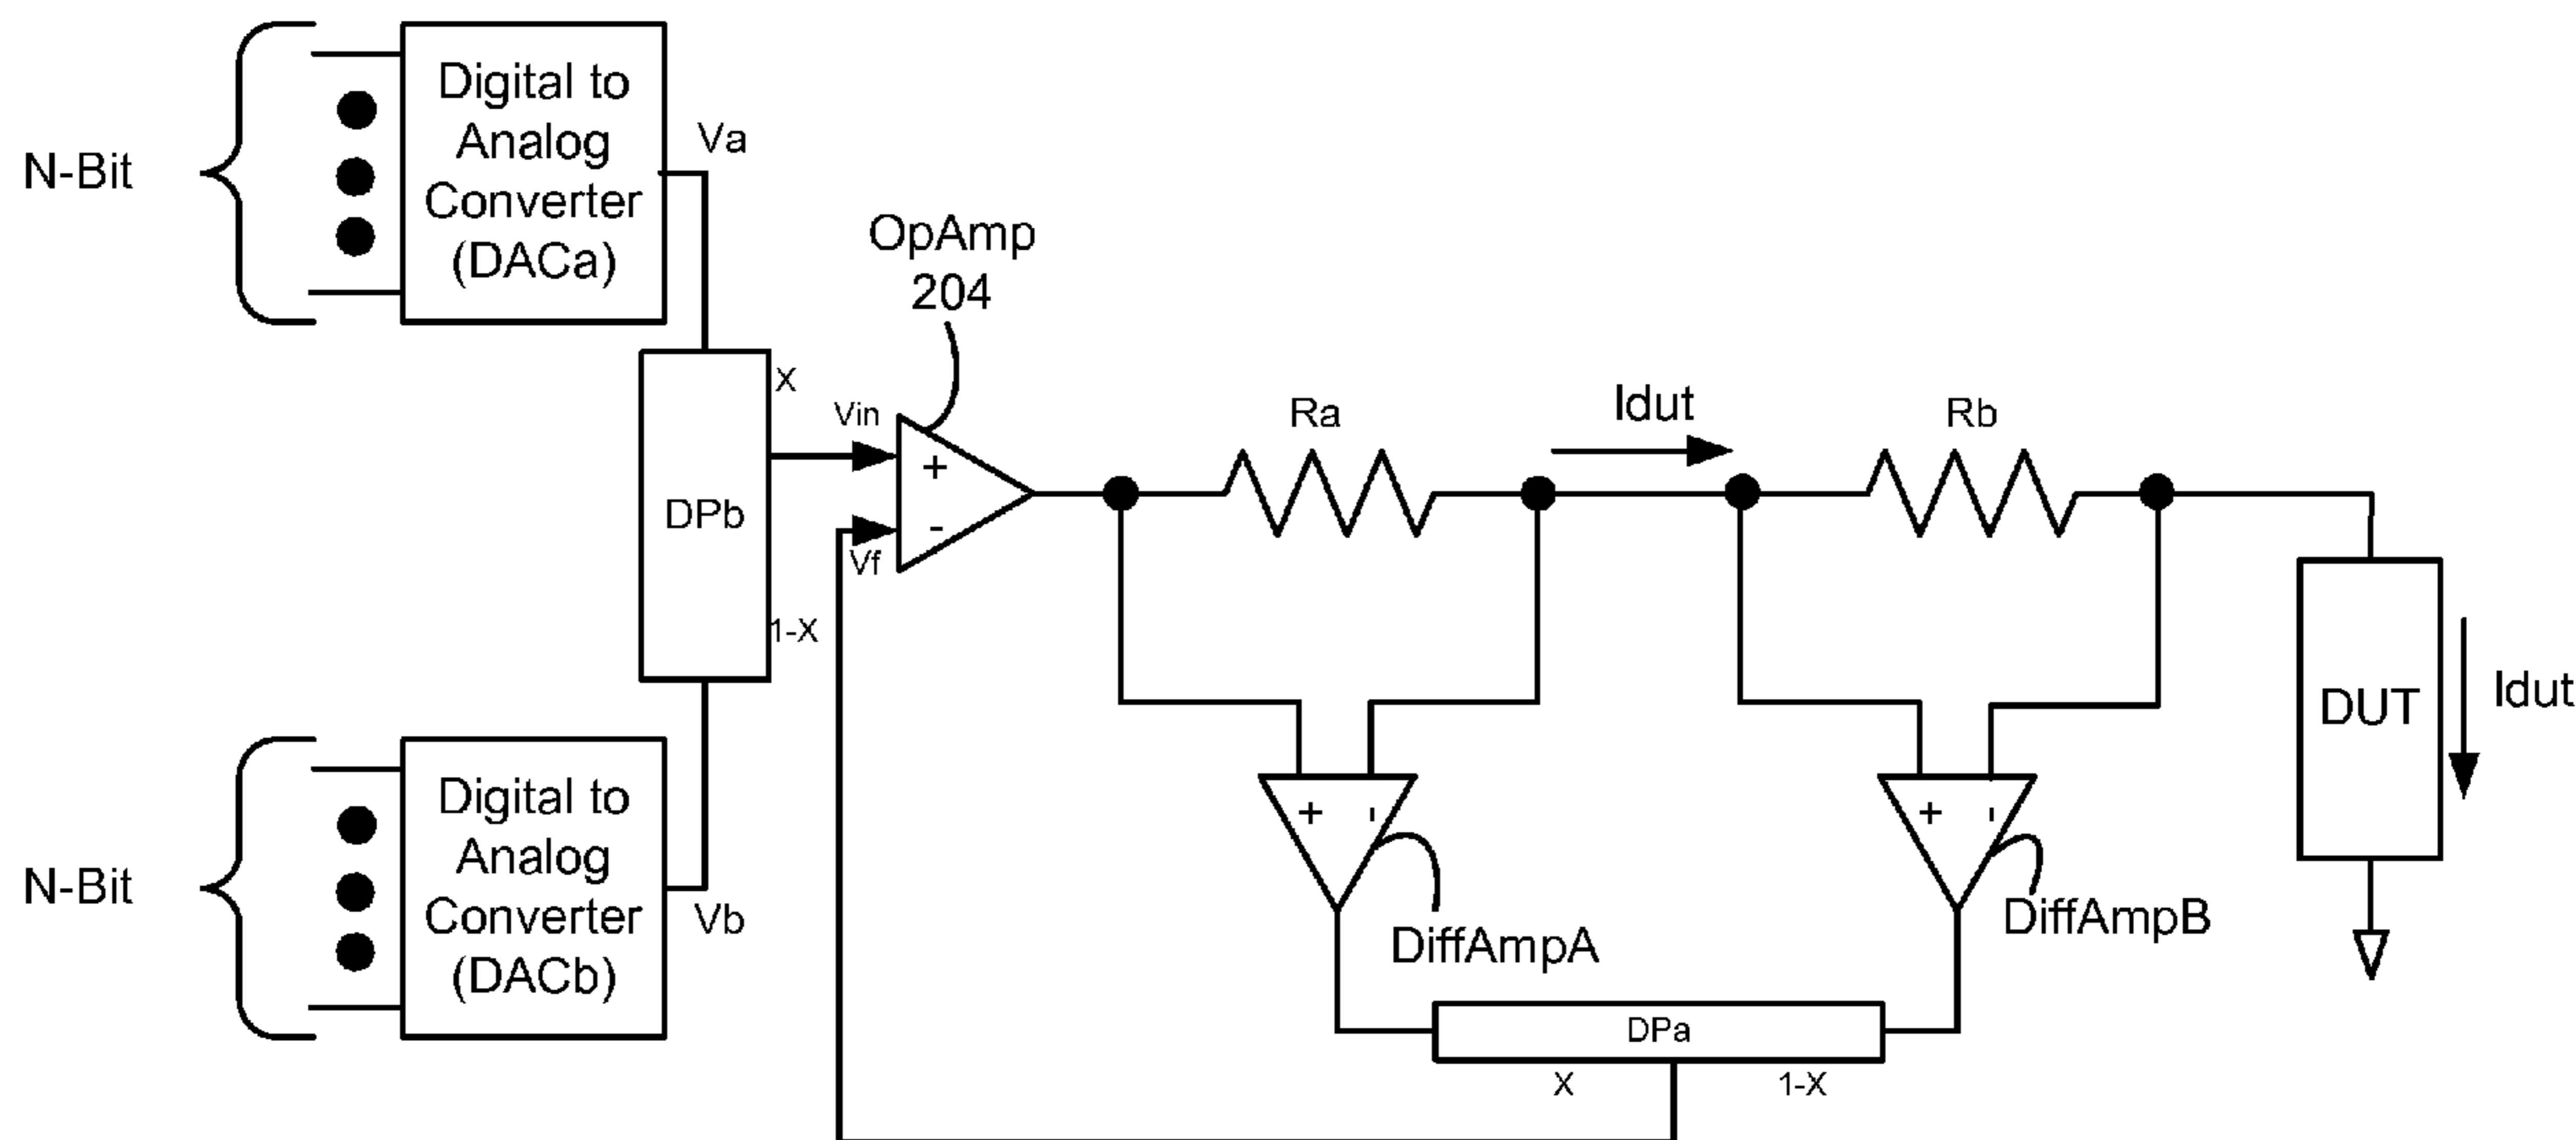 N-Bit
Digital to
Analog
Converter
(DACa)
Va
OpAmp
204
DPb
X
1-X
Vin
Vf
+
-
Ra
Idut
Rb
DUT
Idut
N-Bit
Digital to
Analog
Converter
(DACb)
Vb
+ -
DiffAmpA
+ -
DiffAmpB
DPa
X
1-X